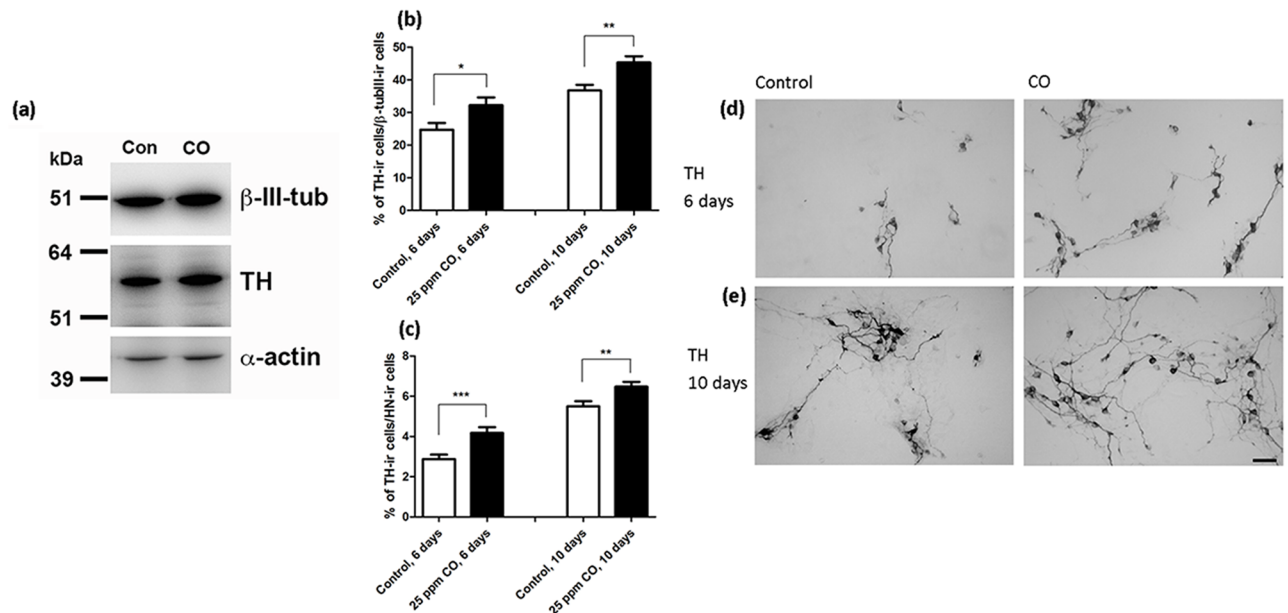 (a)
kDa
Con CO
51
β-III-tub
64
TH
51
α-actin
39
(b)
% of TH-ir cells/β-tubIII-ir cells
50
40
30
20
10
0
*
**
Control, 6 days
25 ppm CO, 6 days
Control, 10 days
25 ppm CO, 10 days
(c)
% of TH-ir cells/HN-ir cells
8
6
4
2
0
***
**
Control, 6 days
25 ppm CO, 6 days
Control, 10 days
25 ppm CO, 10 days
Control CO
(d)
TH
6 days
(e)
TH
10 days